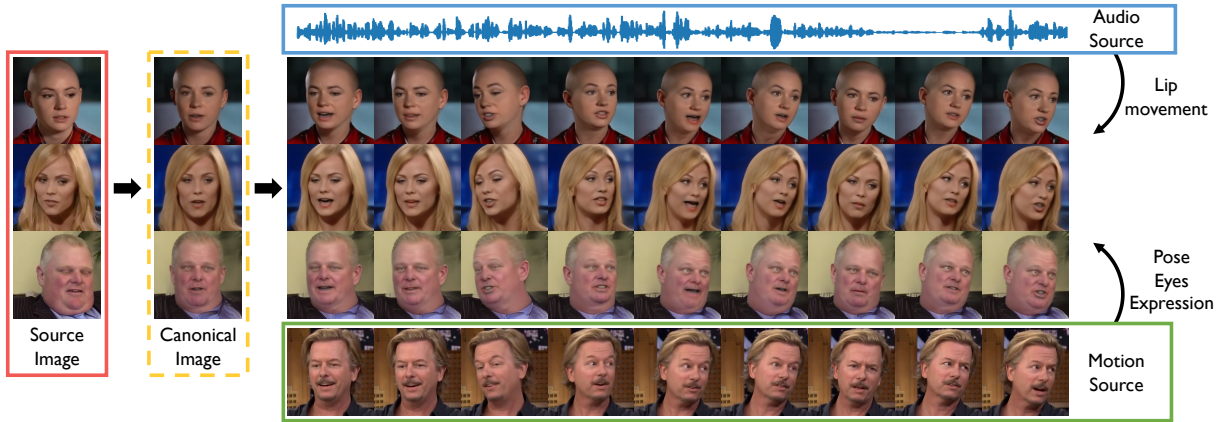 Audio
Source
Lip
movement
Pose
Eyes
Expression
Source
Image
Canonical
Image
Motion
Source